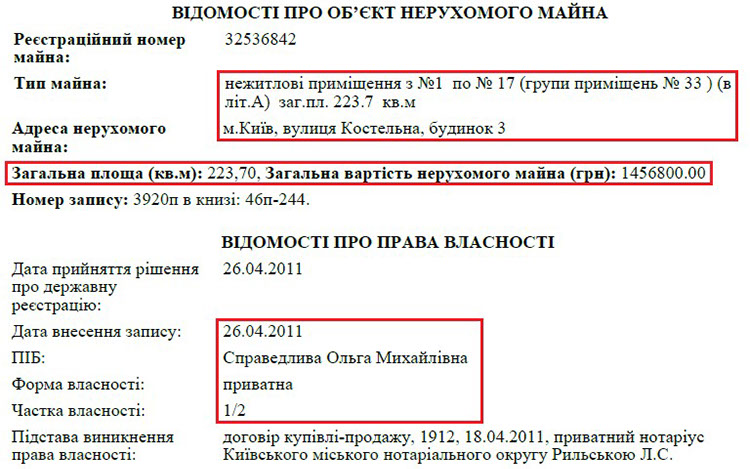 ВІДОМОСТІ ПРО ОБ’ЄКТ НЕРУХОМОГО МАЙНА
Реєстраційний номер майна: 32536842
Тип майна: нежитлові приміщення з №1 по № 17 (групи приміщень № 33 ) (в
літ.А) заг.пл. 223.7 кв.м
Адреса нерухомого майна: м.Київ, вулиця Костельна, будинок 3
Загальна площа (кв.м): 223,70, Загальна вартість нерухомого майна (грн): 1456800.00
Номер запису: 3920п в книзі: 46п-244.
ВІДОМОСТІ ПРО ПРАВА ВЛАСНОСТІ
Дата прийняття рішення про державну реєстрацію: 26.04.2011
Дата внесення запису: 26.04.2011
ПІБ: Справедлива Ольга Михайлівна
Форма власності: приватна
Частка власності: 1/2
Підстава виникнення права власності: договір купівлі-продажу, 1912, 18.04.2011, приватний нотаріус
Київського міського нотаріального округу Рильською Л.С.